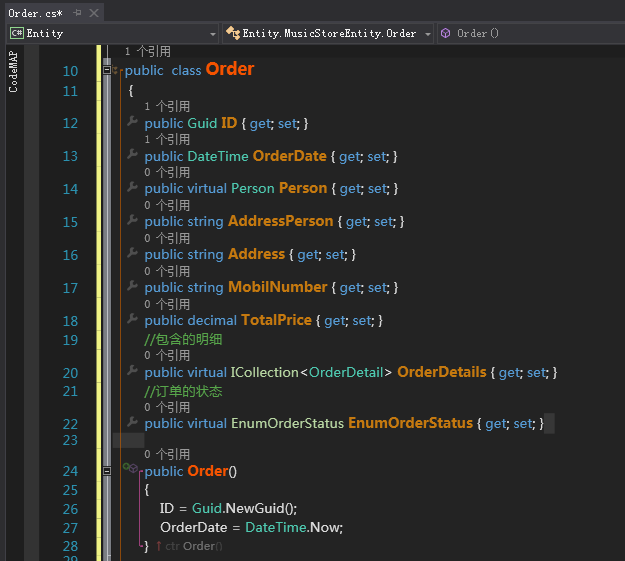 Order.cs*
Entity
Entity.MusicStoreEntity.Order
Order()
CodeMAP
1 个引用
10 public class Order
11 {
1 个引用
12 public Guid ID { get; set; }
1 个引用
13 public DateTime OrderDate { get; set; }
0 个引用
14 public virtual Person Person { get; set; }
0 个引用
15 public string AddressPerson { get; set; }
0 个引用
16 public string Address { get; set; }
0 个引用
17 public string MobilNumber { get; set; }
0 个引用
18 public decimal TotalPrice { get; set; }
19 //包含的明细
0 个引用
20 public virtual ICollection<OrderDetail> OrderDetails { get; set; }
21 //订单的状态
0 个引用
22 public virtual EnumOrderStatus EnumOrderStatus { get; set; }
23
0 个引用
24 public Order()
25 {
26 ID = Guid.NewGuid();
27 OrderDate = DateTime.Now;
28 } ↑ ctr Order()
29